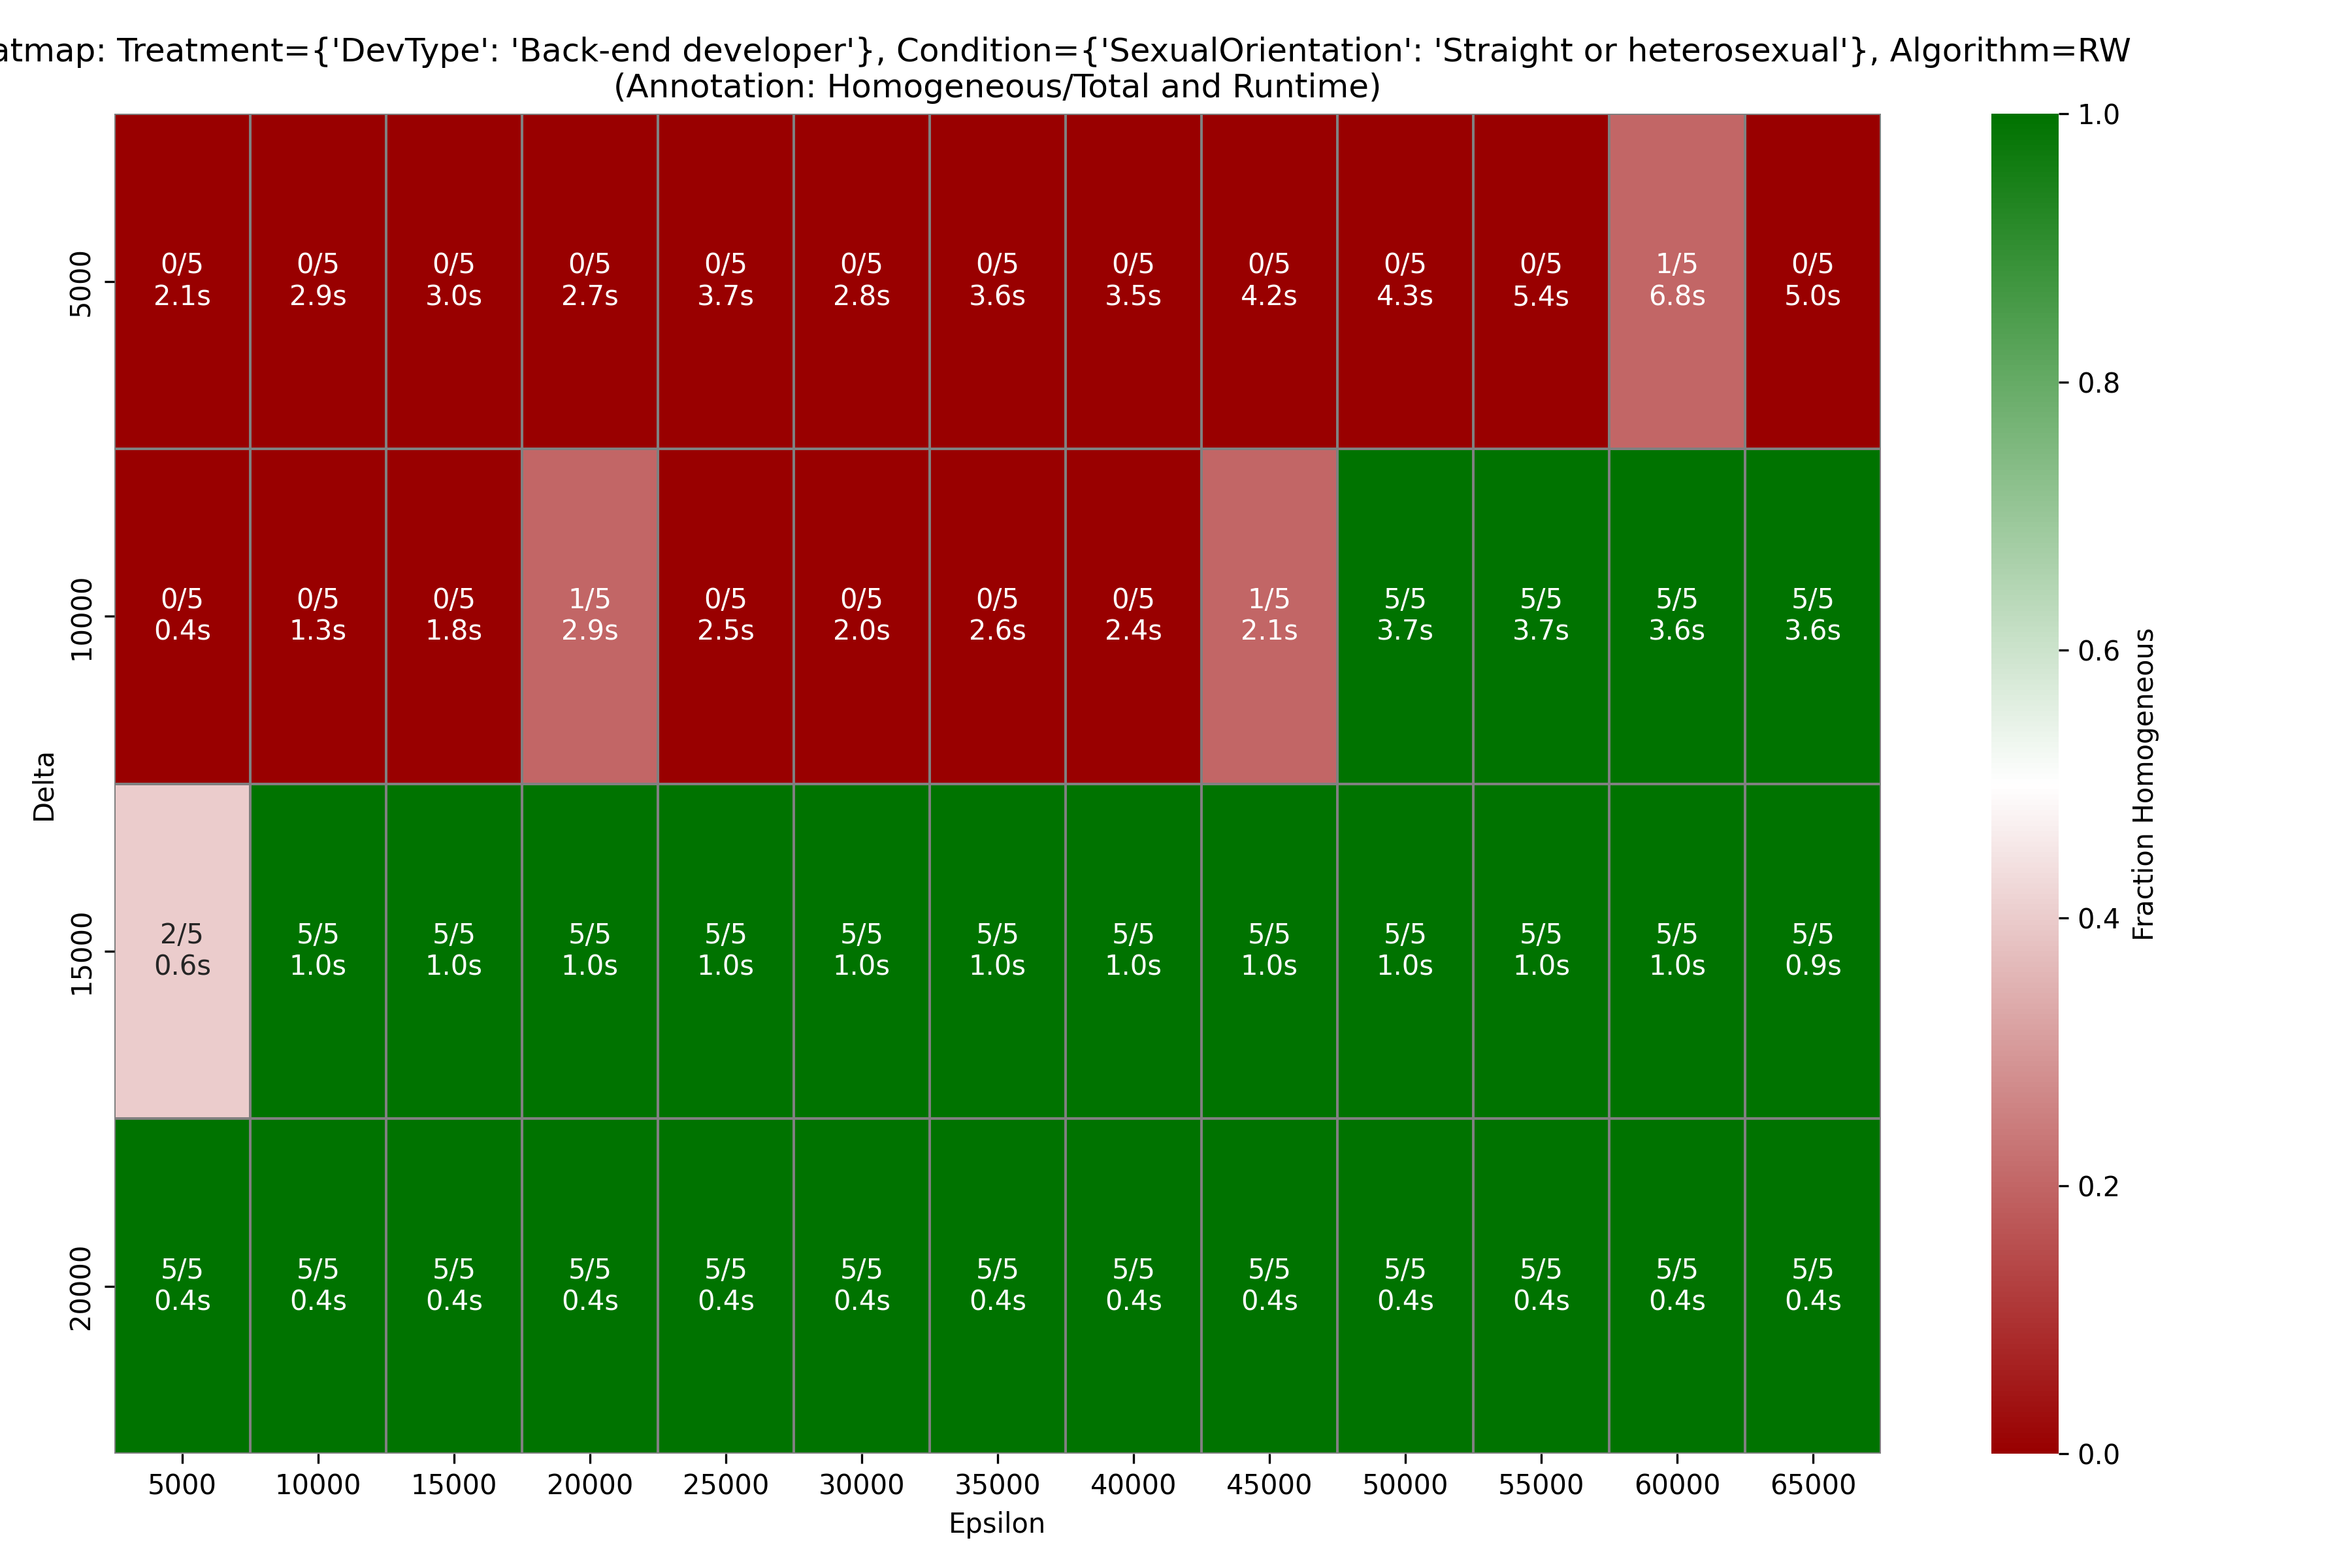 atmap: Treatment={'DevType': 'Back-end developer'}, Condition={'SexualOrientation': 'Straight or heterosexual'}, Algorithm=RW
(Annotation: Homogeneous/Total and Runtime)
Delta
5000
0/5 0/5 0/5 0/5 0/5 0/5 0/5 0/5 0/5 0/5 0/5 1/5 0/5
2.1s 2.9s 3.0s 2.7s 3.7s 2.8s 3.6s 3.5s 4.2s 4.3s 5.4s 6.8s 5.0s
10000
0/5 0/5 0/5 1/5 0/5 0/5 0/5 0/5 1/5 5/5 5/5 5/5 5/5
0.4s 1.3s 1.8s 2.9s 2.5s 2.0s 2.6s 2.4s 2.1s 3.7s 3.7s 3.6s 3.6s
15000
2/5 5/5 5/5 5/5 5/5 5/5 5/5 5/5 5/5 5/5 5/5 5/5 5/5
0.6s 1.0s 1.0s 1.0s 1.0s 1.0s 1.0s 1.0s 1.0s 1.0s 1.0s 1.0s 0.9s
20000
5/5 5/5 5/5 5/5 5/5 5/5 5/5 5/5 5/5 5/5 5/5 5/5 5/5
0.4s 0.4s 0.4s 0.4s 0.4s 0.4s 0.4s 0.4s 0.4s 0.4s 0.4s 0.4s 0.4s
5000 10000 15000 20000 25000 30000 35000 40000 45000 50000 55000 60000 65000
Epsilon
1.0
0.8
0.6
0.4
0.2
0.0
Fraction Homogeneous